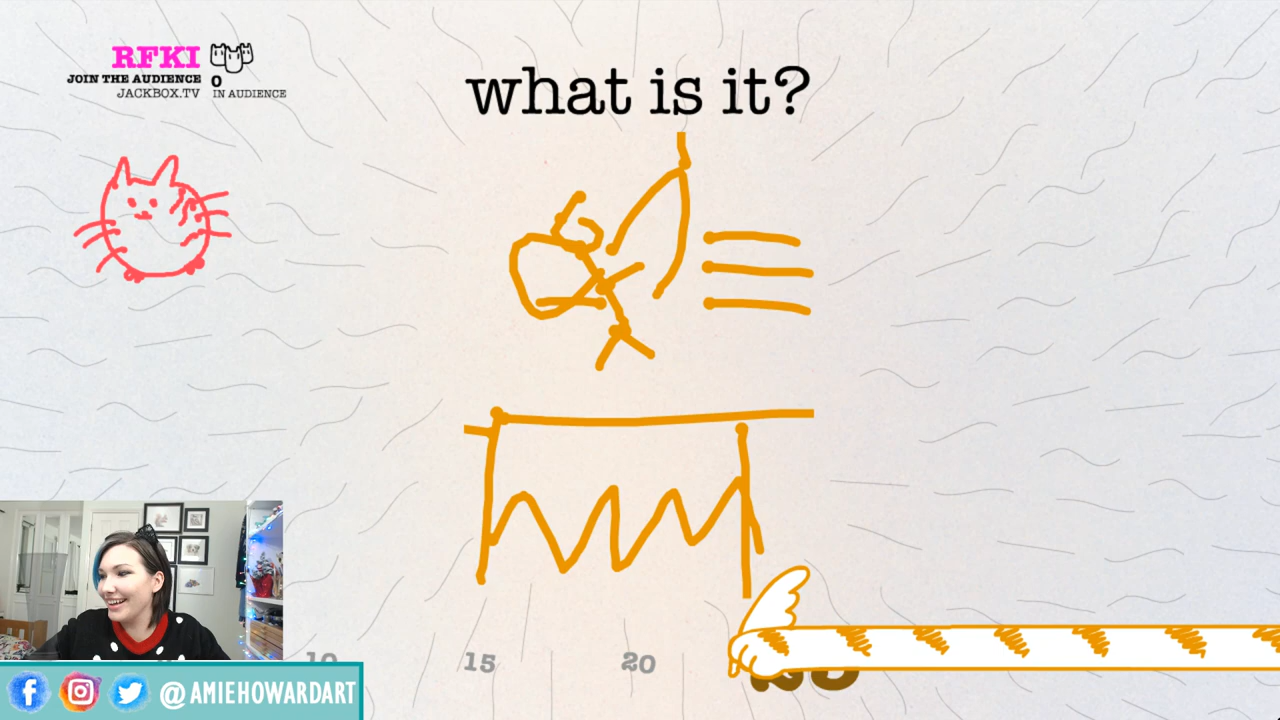 RFKI
JOIN THE AUDIENCE
JACKBOX.TV
0
IN AUDIENCE
what is it?
10 15 20
@AMIEHOWARDART